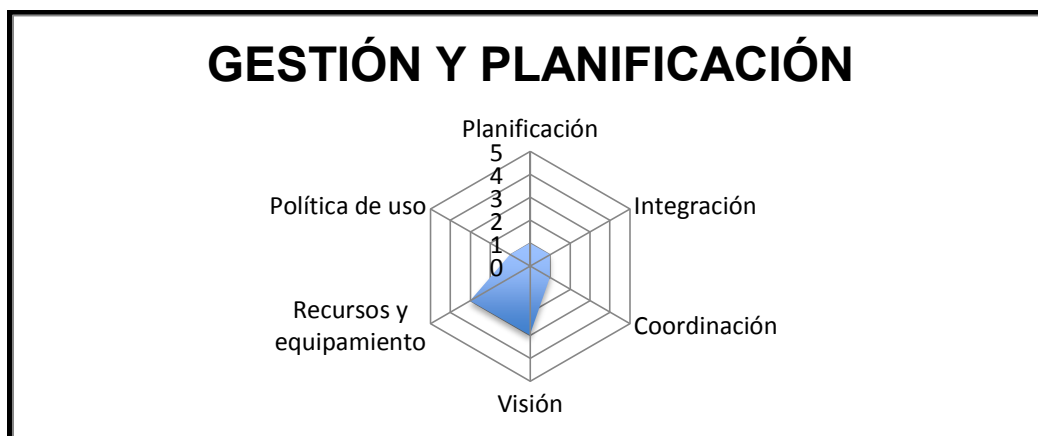 GESTIÓN Y PLANIFICACIÓN
Planificación
5
4
3
2
1
0
Integración
Coordinación
Visión
Recursos y
equipamiento
Política de uso